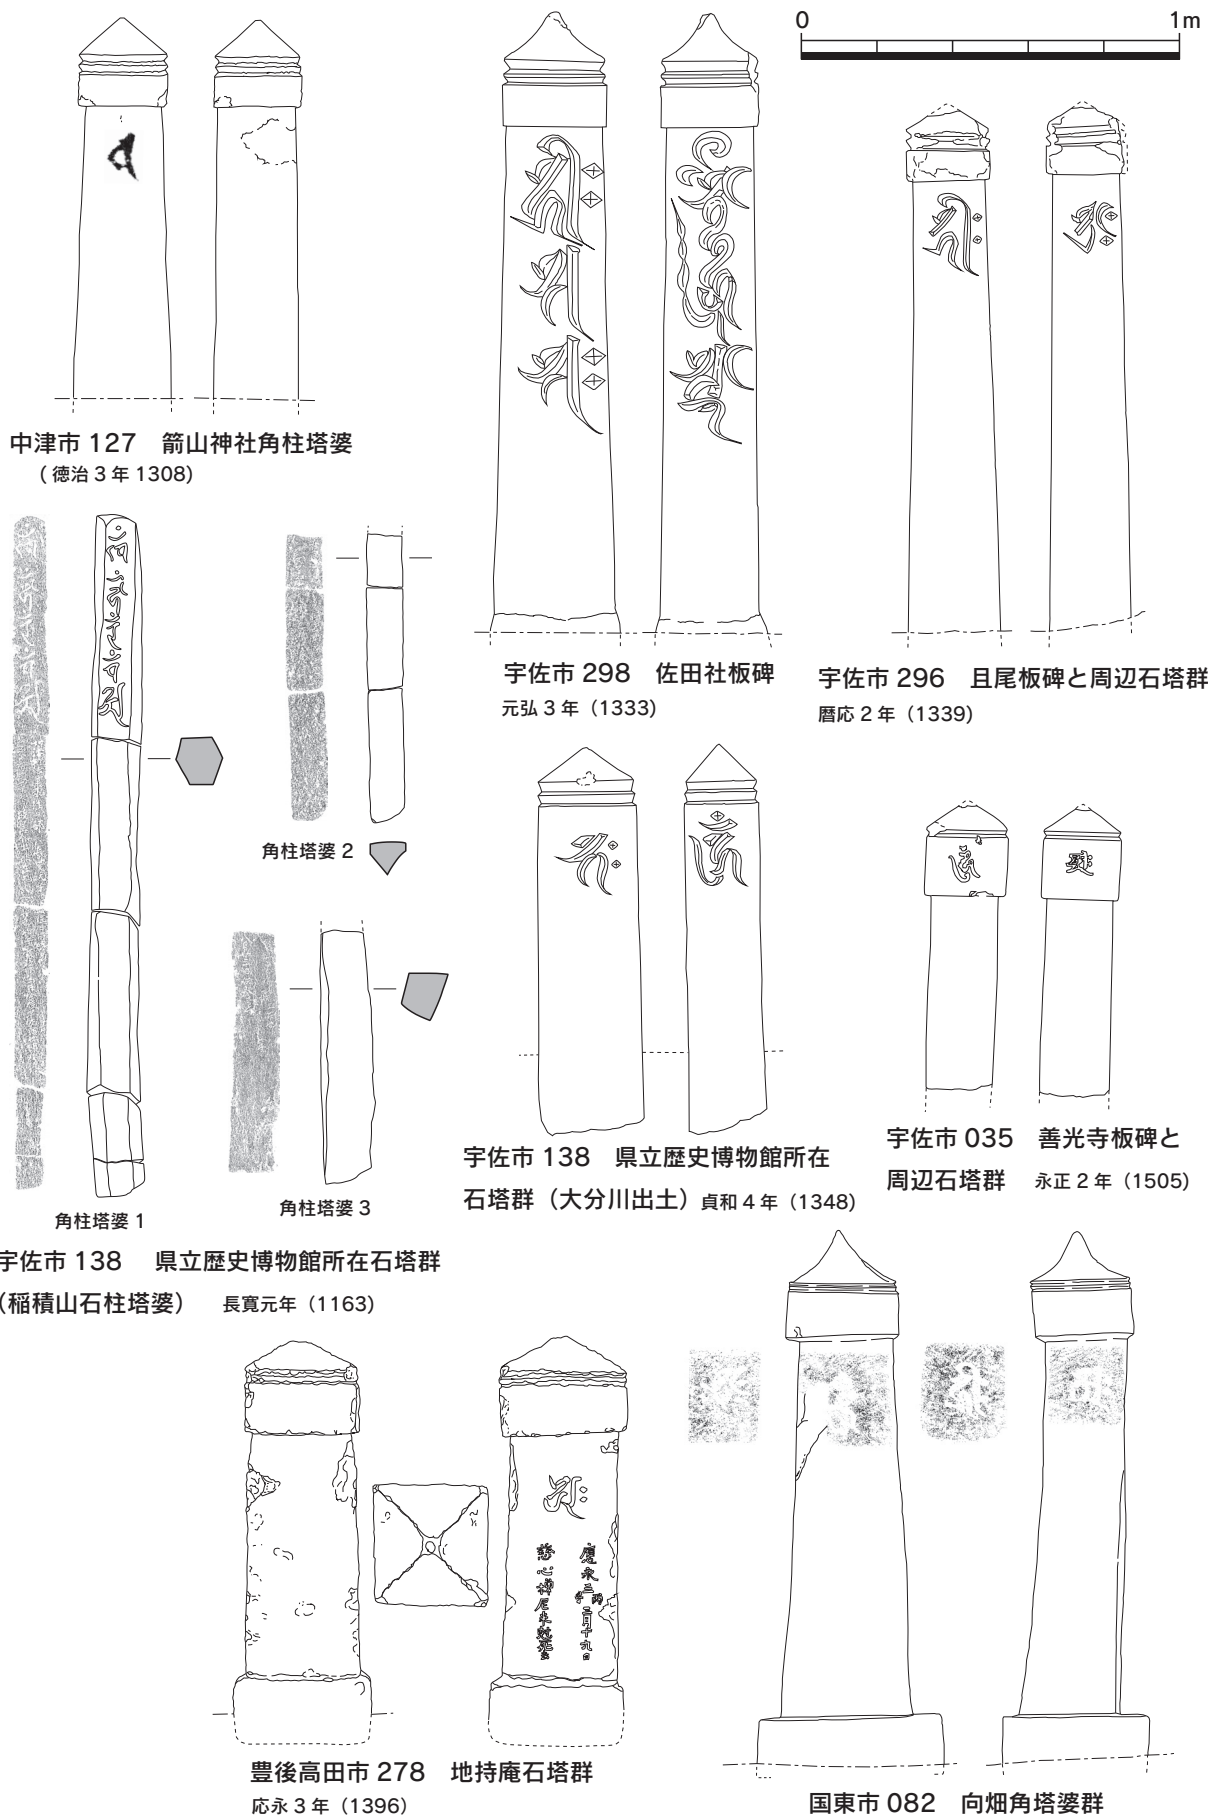 0 1m
中津市 127　箭山神社角柱塔婆
( 徳治 3 年 1308)
宇佐市 298　佐田社板碑
元弘 3 年（1333）
宇佐市 296　且尾板碑と周辺石塔群
暦応 2 年（1339）
角柱塔婆 2
角柱塔婆 3
角柱塔婆 1
宇佐市 138　県立歴史博物館所在石塔群
（稲積山石柱塔婆）　長寛元年（1163）
宇佐市 138　県立歴史博物館所在
石塔群（大分川出土）貞和 4 年（1348）
宇佐市 035　善光寺板碑と
周辺石塔群　永正 2 年（1505）
應永三
二月十九日
豊後高田市 278　地持庵石塔群
応永 3 年（1396）
国東市 082　向畑角塔婆群